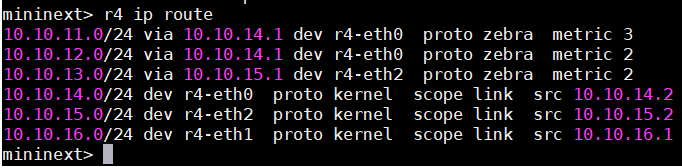 mininext> r4 ip route
10.10.11.0/24 via 10.10.14.1 dev r4-eth0  proto zebra  metric 3
10.10.12.0/24 via 10.10.14.1 dev r4-eth0  proto zebra  metric 2
10.10.13.0/24 via 10.10.15.1 dev r4-eth2  proto zebra  metric 2
10.10.14.0/24 dev r4-eth0  proto kernel  scope link  src 10.10.14.2
10.10.15.0/24 dev r4-eth2  proto kernel  scope link  src 10.10.15.2
10.10.16.0/24 dev r4-eth1  proto kernel  scope link  src 10.10.16.1
mininext>